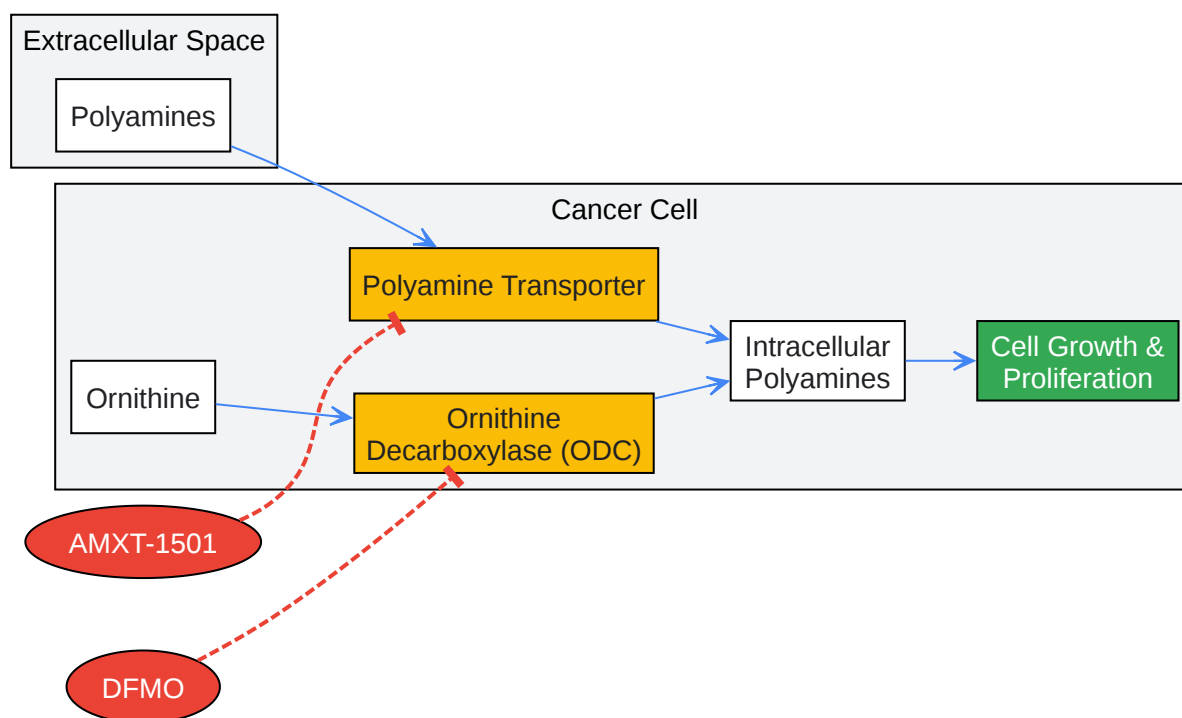 Extracellular Space
Polyamines
Cancer Cell
Polyamine Transporter
Ornithine
Ornithine
Decarboxylase (ODC)
Intracellular
Polyamines
Cell Growth &
Proliferation
AMXT-1501
DFMO